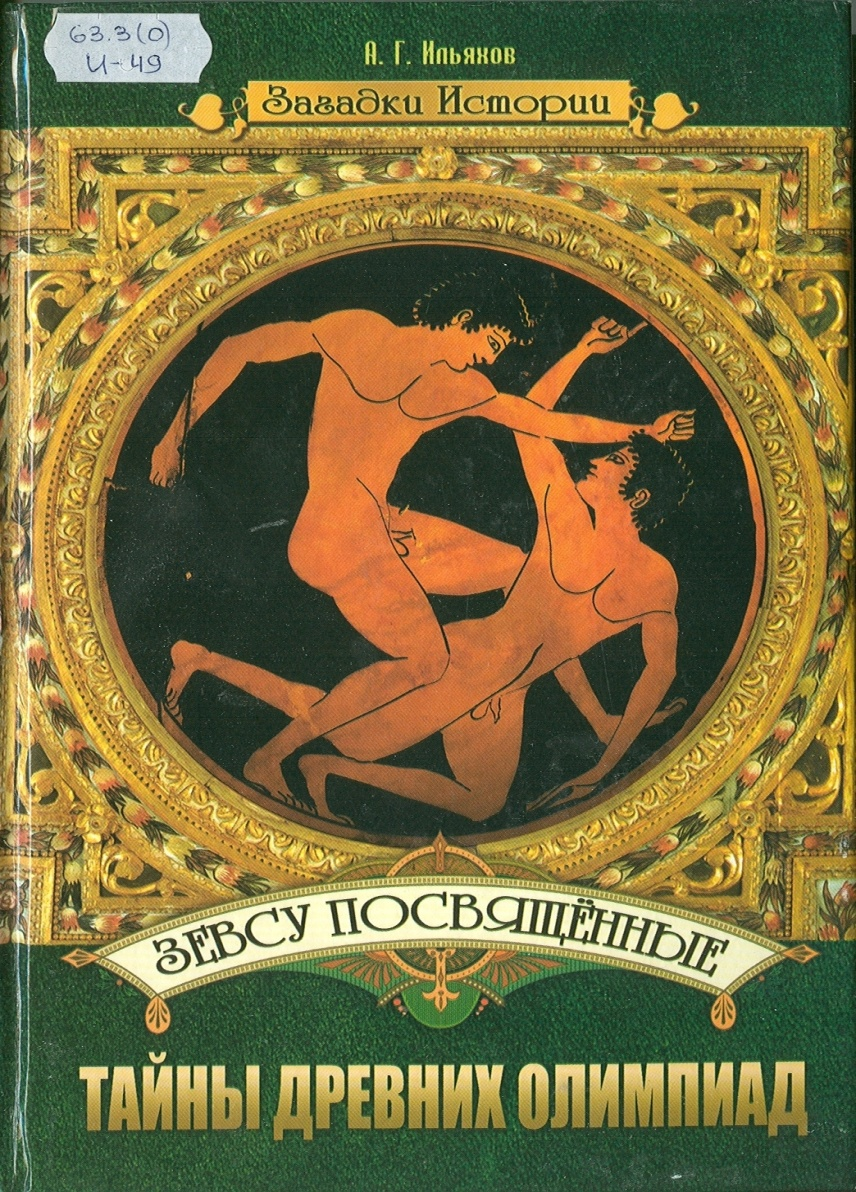 63.3(0)
И-49
А. Г. Ильяхов
Загадки Истории
ЗЕВСУ ПОСВЯЩЁННЫЕ
ТАЙНЫ ДРЕВНИХ ОЛИМПИАД